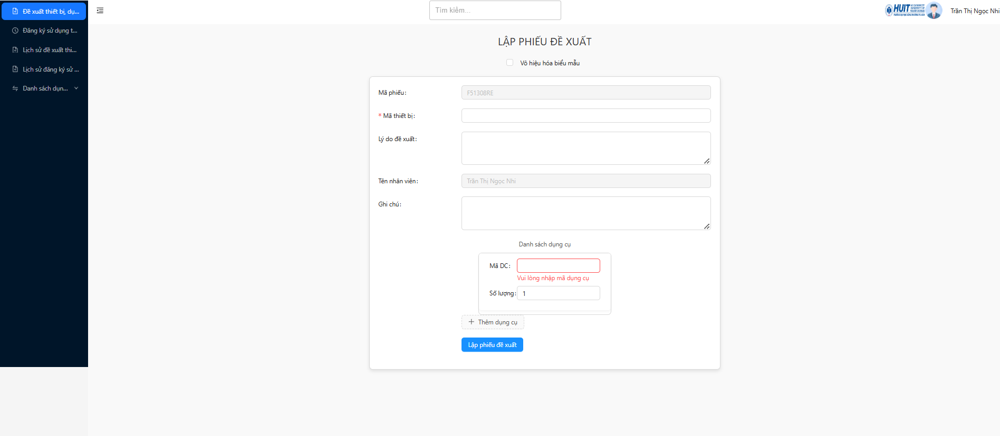 Đề xuất thiết bị, dụ...
Tìm kiếm...
HUIT
Trần Thị Ngọc Nhi
Đăng ký sử dụng t...
Lịch sử đề xuất thi...
Lịch sử đăng ký sử ...
Danh sách dụn...
LẬP PHIẾU ĐỀ XUẤT
Vô hiệu hóa biểu mẫu
Mã phiếu:
F51308RE
* Mã thiết bị:
Lý do đề xuất:
Tên nhân viên:
Trần Thị Ngọc Nhi
Ghi chú:
Danh sách dụng cụ
Mã DC:
Vui lòng nhập mã dụng cụ
Số lượng:
1
Thêm dụng cụ
Lập phiếu đề xuất